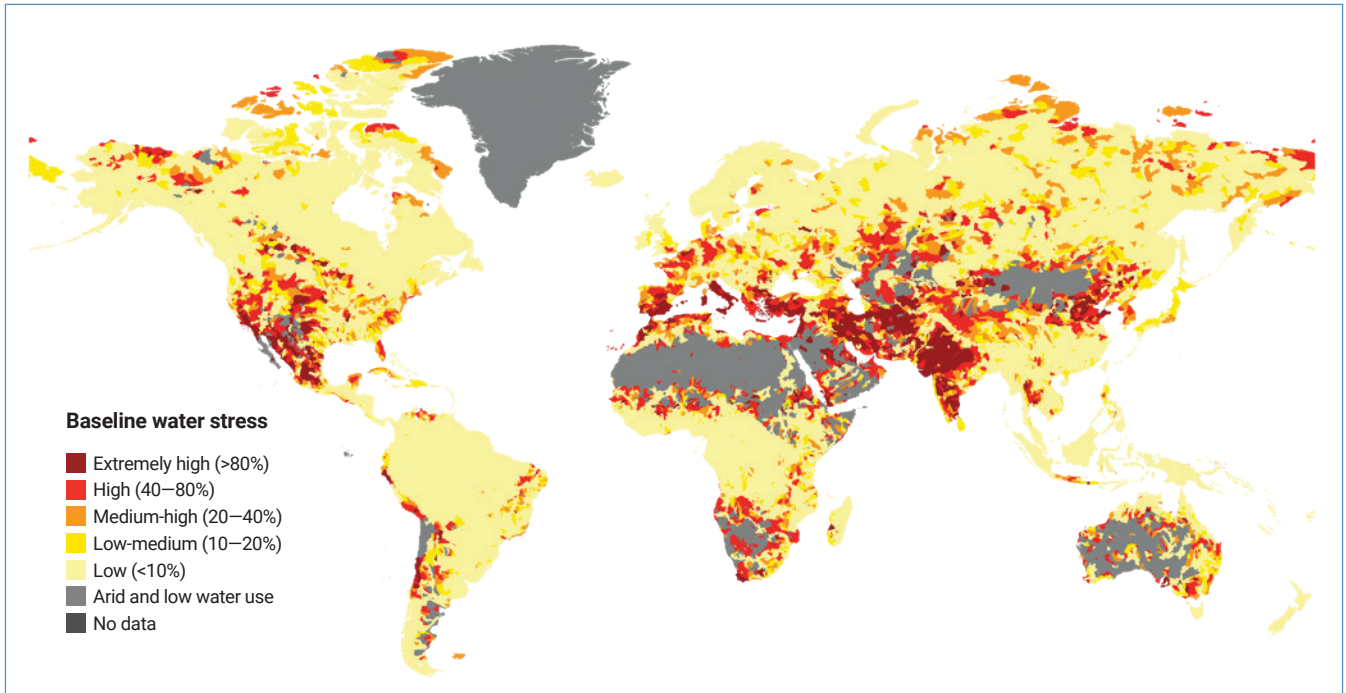 Baseline water stress
Extremely high (>80%)
High (40—80%)
Medium-high (20—40%)
Low-medium (10—20%)
Low (<10%)
Arid and low water use
No data